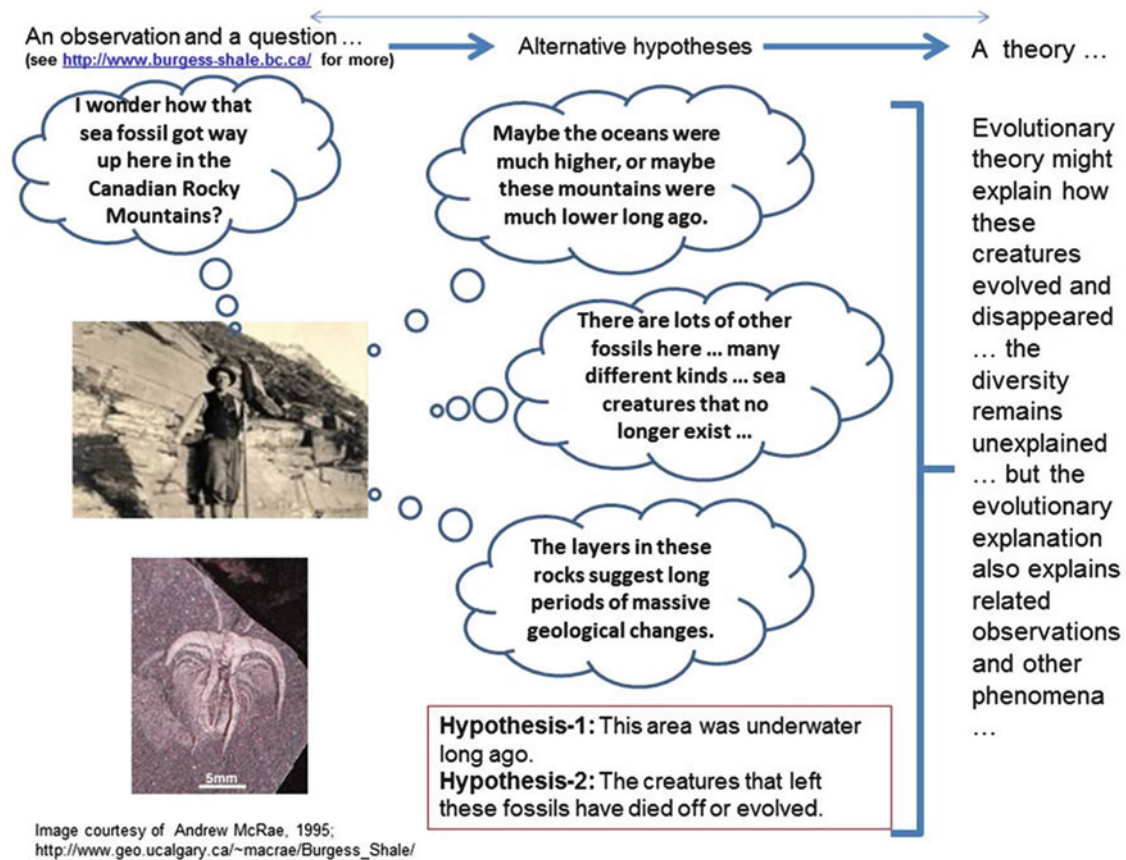 An observation and a question …
(see http://www.burgess-shale.bc.ca/ for more)
Alternative hypotheses
A theory …
I wonder how that
sea fossil got way
up here in the
Canadian Rocky
Mountains?
Maybe the oceans were
much higher, or maybe
these mountains were
much lower long ago.
There are lots of other
fossils here … many
different kinds … sea
creatures that no
longer exist …
The layers in these
rocks suggest long
periods of massive
geological changes.
Hypothesis-1: This area was underwater
long ago.
Hypothesis-2: The creatures that left
these fossils have died off or evolved.
Evolutionary
theory might
explain how
these
creatures
evolved and
disappeared
… the
diversity
remains
unexplained
… but the
evolutionary
explanation
also explains
related
observations
and other
phenomena
…
5mm
Image courtesy of Andrew McRae, 1995;
http://www.geo.ucalgary.ca/~macrae/Burgess_Shale/